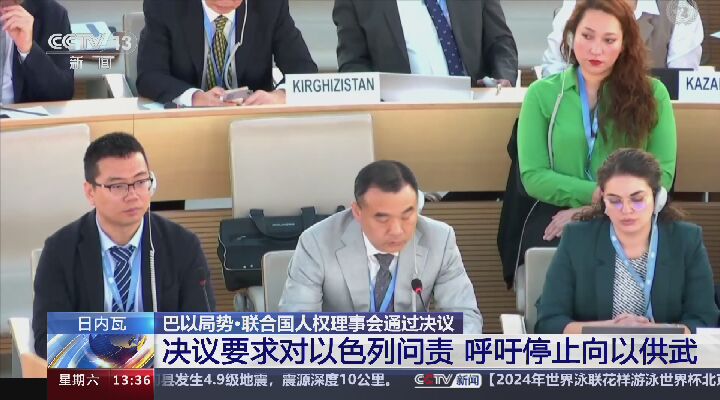 CCTV 13
新闻
KIRGHIZISTAN
KAZA
日内瓦
巴以局势·联合国人权理事会通过决议
决议要求对以色列问责 呼吁停止向以供武
星期六 13:36 县发生4.9级地震，震源深度10公里。 CCTV新闻 【2024年世界泳联花样游泳世界杯北